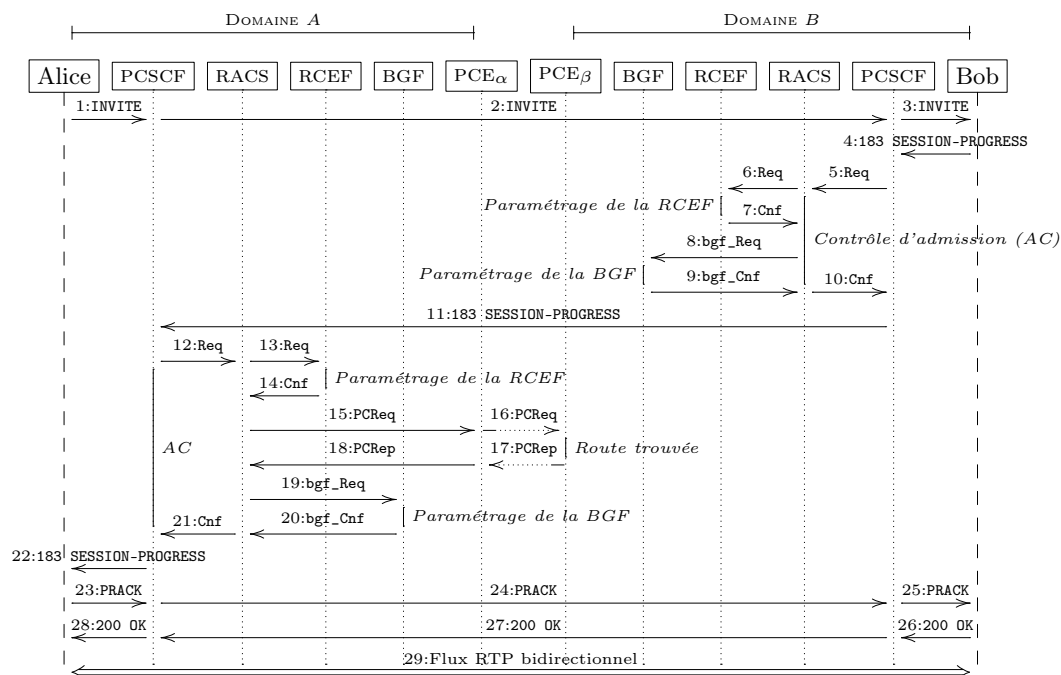 DOMAINE A DOMAINE B
Alice PCSCF RACS RCEF BGF PCEα PCEβ BGF RCEF RACS PCSCF Bob
1:INVITE 2:INVITE 3:INVITE
4:183 SESSION-PROGRESS
6:Req 5:Req
Paramétrage de la RCEF
7:Cnf
8:bgf_Req Contrôle d'admission (AC)
Paramétrage de la BGF
9:bgf_Cnf 10:Cnf
11:183 SESSION-PROGRESS
12:Req 13:Req
Paramétrage de la RCEF
14:Cnf
15:PCReq 16:PCReq
AC 18:PCRep 17:PCRep Route trouvée
19:bgf_Req
Paramétrage de la BGF
21:Cnf 20:bgf_Cnf
22:183 SESSION-PROGRESS
23:PRACK 24:PRACK 25:PRACK
28:200 OK 27:200 OK 26:200 OK
29:Flux RTP bidirectionnel